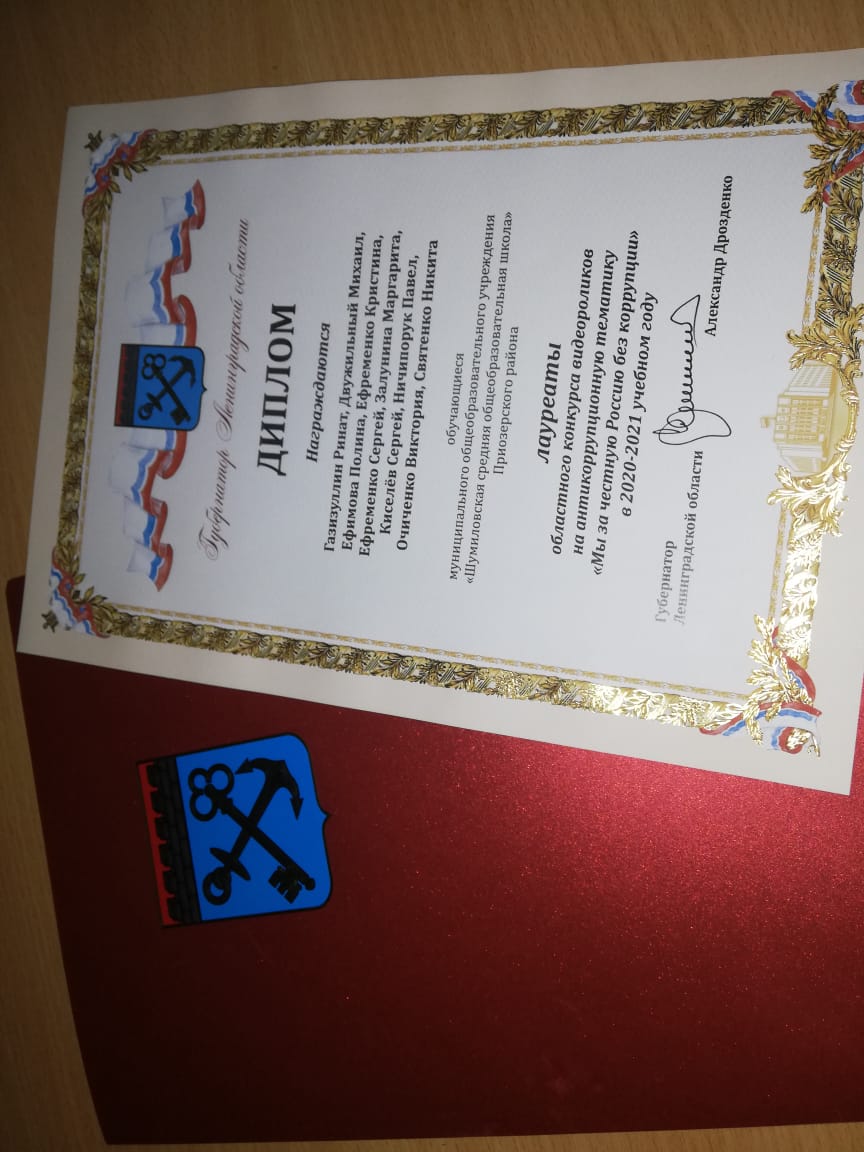 Губернатор Ленинградской области
ДИПЛОМ
Награждаются
Газизуллин Ринат, Двужильный Михаил,
Ефимова Полина, Ефременко Кристина,
Ефременко Сергей, Залунина Маргарита,
Киселёв Сергей, Ничипорук Павел,
Очиченко Виктория, Святенко Никита
обучающиеся
муниципального общеобразовательного учреждения
«Шумиловская средняя общеобразовательная школа»
Приозерского района
лауреаты
областного конкурса видеороликов
на антикоррупционную тематику
«Мы за честную Россию без коррупции»
в 2020-2021 учебном году
Губернатор
Ленинградской области
Александр Дрозденко